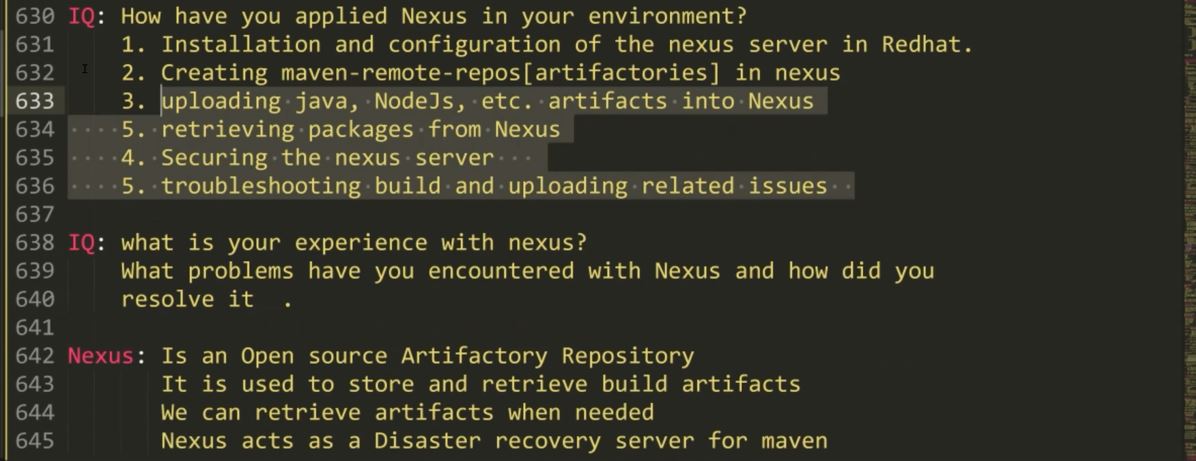 630 IQ: How have you applied Nexus in your environment?
631 1. Installation and configuration of the nexus server in Redhat.
632 2. Creating maven-remote-repos[artifactories] in nexus
633 3. uploading java, NodeJs, etc. artifacts into Nexus
634 5. retrieving packages from Nexus
635 4. Securing the nexus server
636 5. troubleshooting build and uploading related issues
637
638 IQ: what is your experience with nexus?
639 What problems have you encountered with Nexus and how did you
640 resolve it .
641
642 Nexus: Is an Open source Artifactory Repository
643 It is used to store and retrieve build artifacts
644 We can retrieve artifacts when needed
645 Nexus acts as a Disaster recovery server for maven